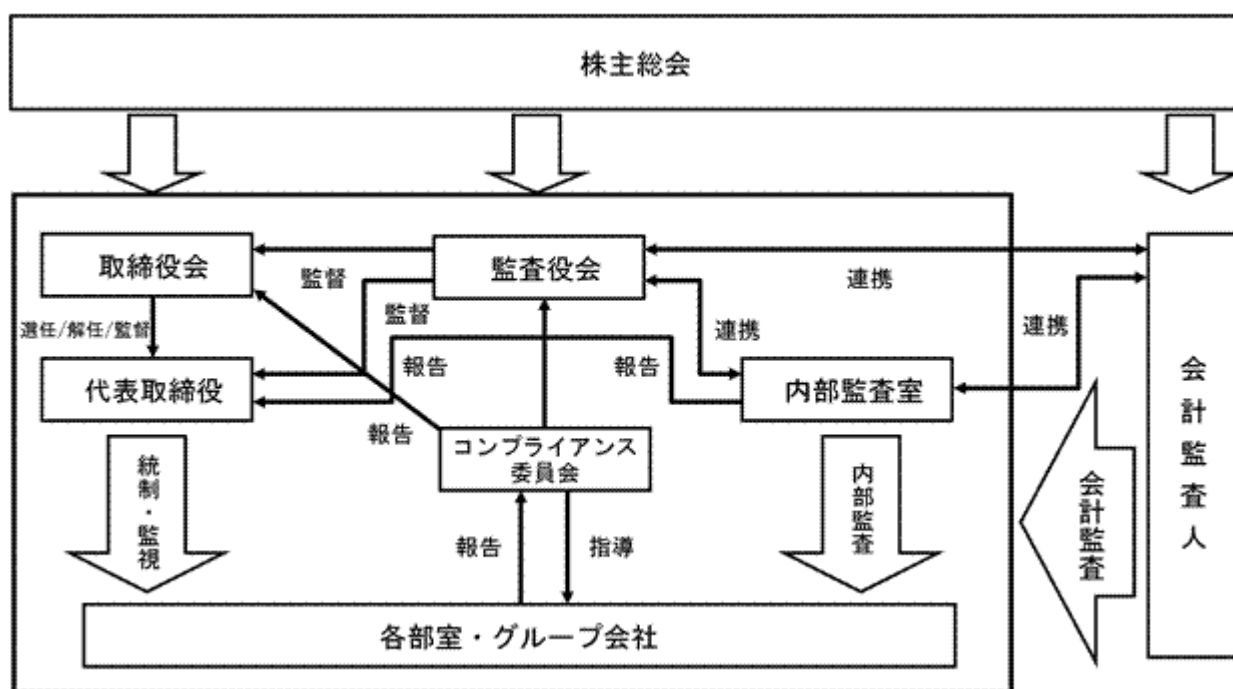 株主総会
取締役会
監査役会
監督
監督
連携
連携
連携
選任/解任/監督
代表取締役
報告
報告
内部監査室
報告
コンプライアンス
委員会
統制・監視
内部監査
報告
指導
会計監査
会計監査人
各部室・グループ会社